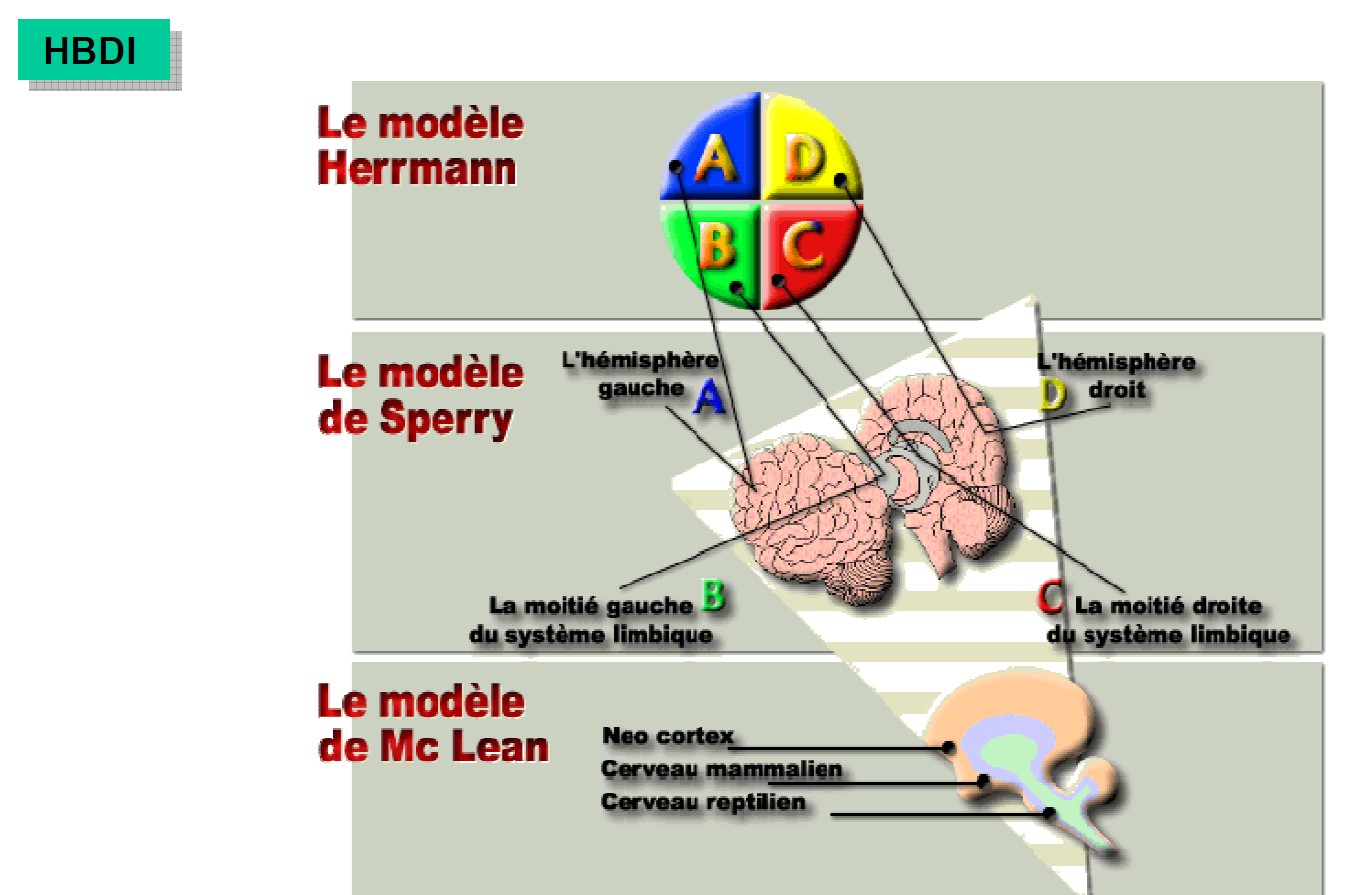 HBDI
Le modèle
Herrmann
A
D
B
C
Le modèle
de Sperry
L'hémisphère
gauche
A
L'hémisphère
D droit
La moitié gauche B
du système limbique
C La moitié droite
du système limbique
Le modèle
de Mc Lean
Neo cortex
Cerveau mammalien
Cerveau reptilien